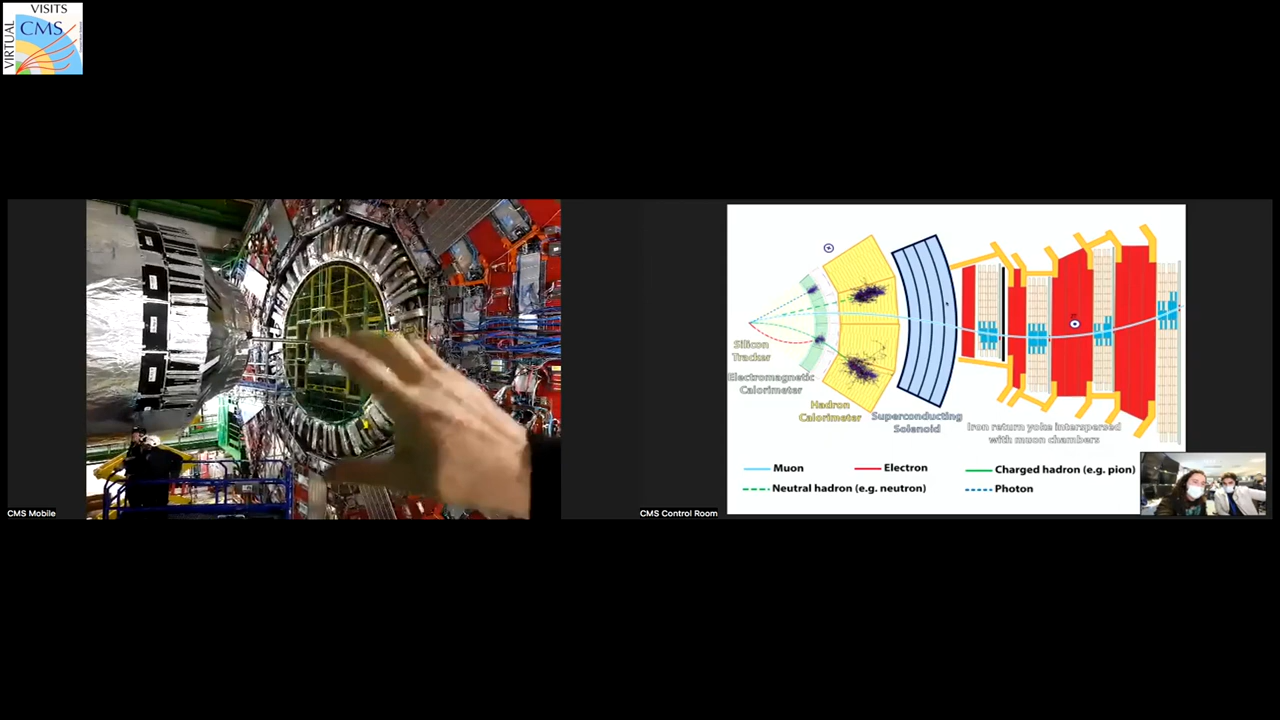 VISITS
CMS
VIRTUAL
Silicon
Tracker
Electromagnetic
Calorimeter
Hadron
Calorimeter
Superconducting
Solenoid
Iron return yoke interspersed
with muon chambers
Muon
Electron
Charged hadron (e.g. pion)
Neutral hadron (e.g. neutron)
Photon
CMS Mobile
CMS Control Room